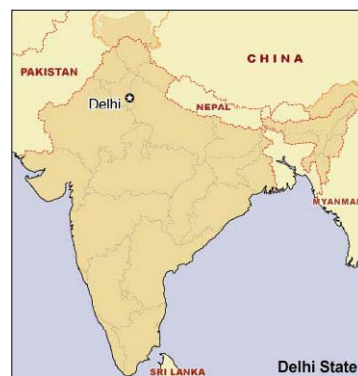 CHINA
PAKISTAN
Delhi
NEPAL
MYANMAR
SRI LANKA
Delhi State